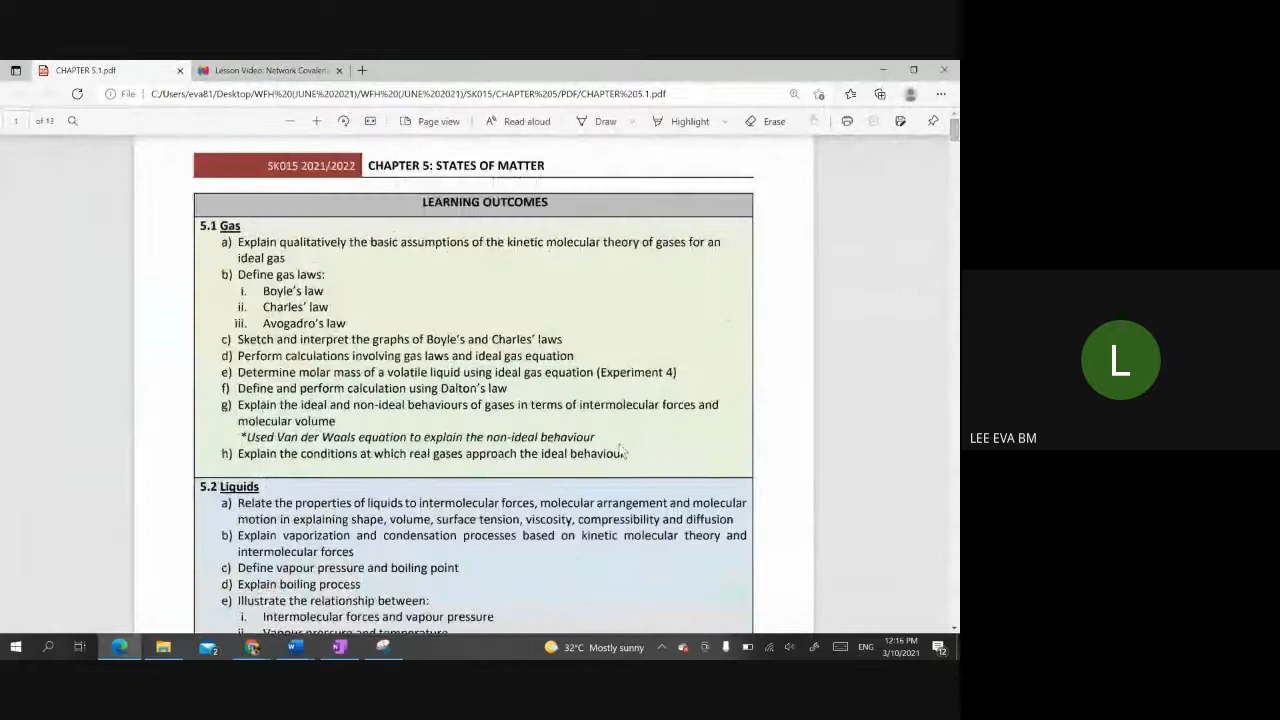 CHAPTER 5.1.pdf
Lesson Video: Network Covalen
File
C:/Users/eva81/Desktop/WFH%20(JUNE%202021)/WFH%20(JUNE%202021)/SK015/CHAPTER%205/PDF/CHAPTER%205.1.pdf
1 of 13
Page view
Read aloud
Draw
Highlight
Erase
SK015 2021/2022 CHAPTER 5: STATES OF MATTER
LEARNING OUTCOMES
5.1 Gas
a) Explain qualitatively the basic assumptions of the kinetic molecular theory of gases for an
ideal gas
b) Define gas laws:
i. Boyle's law
ii. Charles' law
iii. Avogadro's law
c) Sketch and interpret the graphs of Boyle's and Charles' laws
d) Perform calculations involving gas laws and ideal gas equation
e) Determine molar mass of a volatile liquid using ideal gas equation (Experiment 4)
f) Define and perform calculation using Dalton's law
g) Explain the ideal and non-ideal behaviours of gases in terms of intermolecular forces and
molecular volume
*Used Van der Waals equation to explain the non-ideal behaviour
h) Explain the conditions at which real gases approach the ideal behaviour
5.2 Liquids
a) Relate the properties of liquids to intermolecular forces, molecular arrangement and molecular
motion in explaining shape, volume, surface tension, viscosity, compressibility and diffusion
b) Explain vaporization and condensation processes based on kinetic molecular theory and
intermolecular forces
c) Define vapour pressure and boiling point
d) Explain boiling process
e) Illustrate the relationship between:
i. Intermolecular forces and vapour pressure
ii. Vapour pressure and temperature
32°C Mostly sunny
ENG
12:16 PM
3/10/2021
L
LEE EVA BM